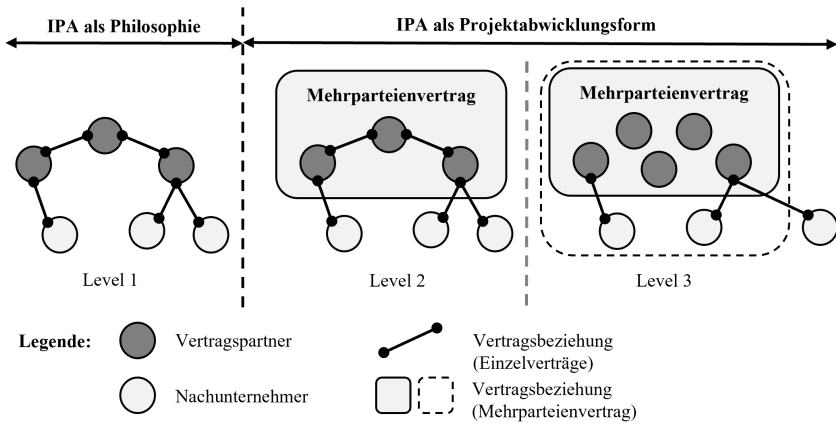 IPA als Philosophie
IPA als Projektabwicklungsform
Mehrparteienvertrag
Mehrparteienvertrag
Level 1
Level 2
Level 3
Legende:
Vertragspartner
Nachunternehmer
Vertragsbeziehung
(Einzelverträge)
Vertragsbeziehung
(Mehrparteienvertrag)